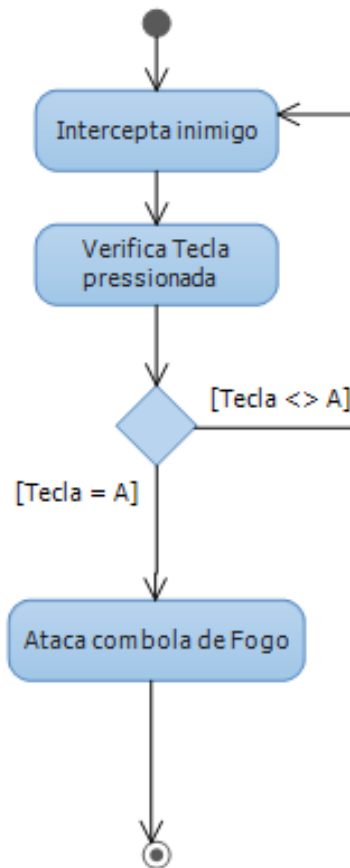 Intercepta inimigo
Verifica Tecla
pressionada
[Tecla <> A]
[Tecla = A]
Ataca combola de Fogo